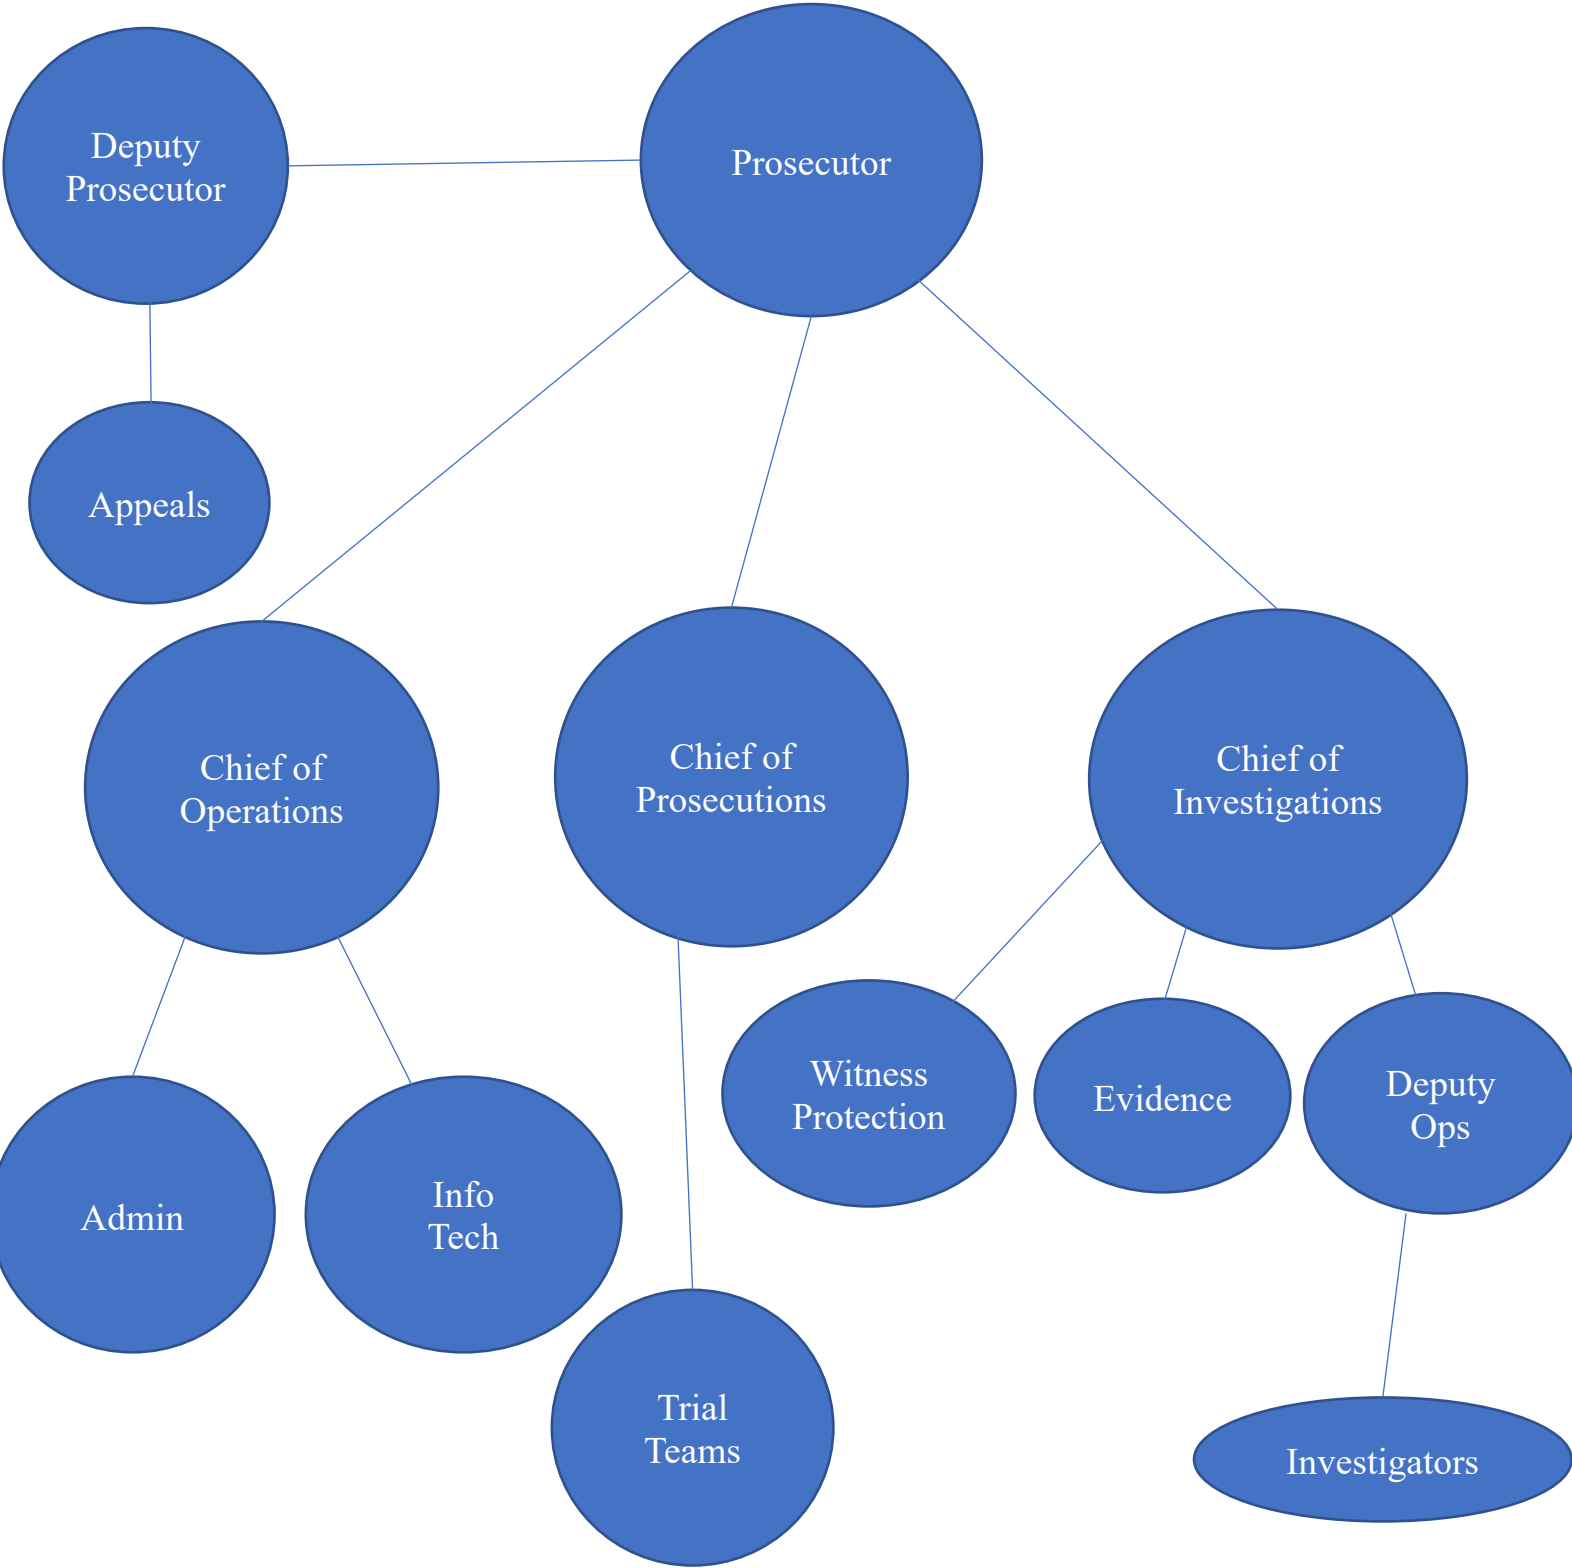 Deputy
Prosecutor
Prosecutor
Appeals
Chief of
Operations
Chief of
Prosecutions
Chief of
Investigations
Witness
Protection
Evidence
Deputy
Ops
Admin
Info
Tech
Trial
Teams
Investigators